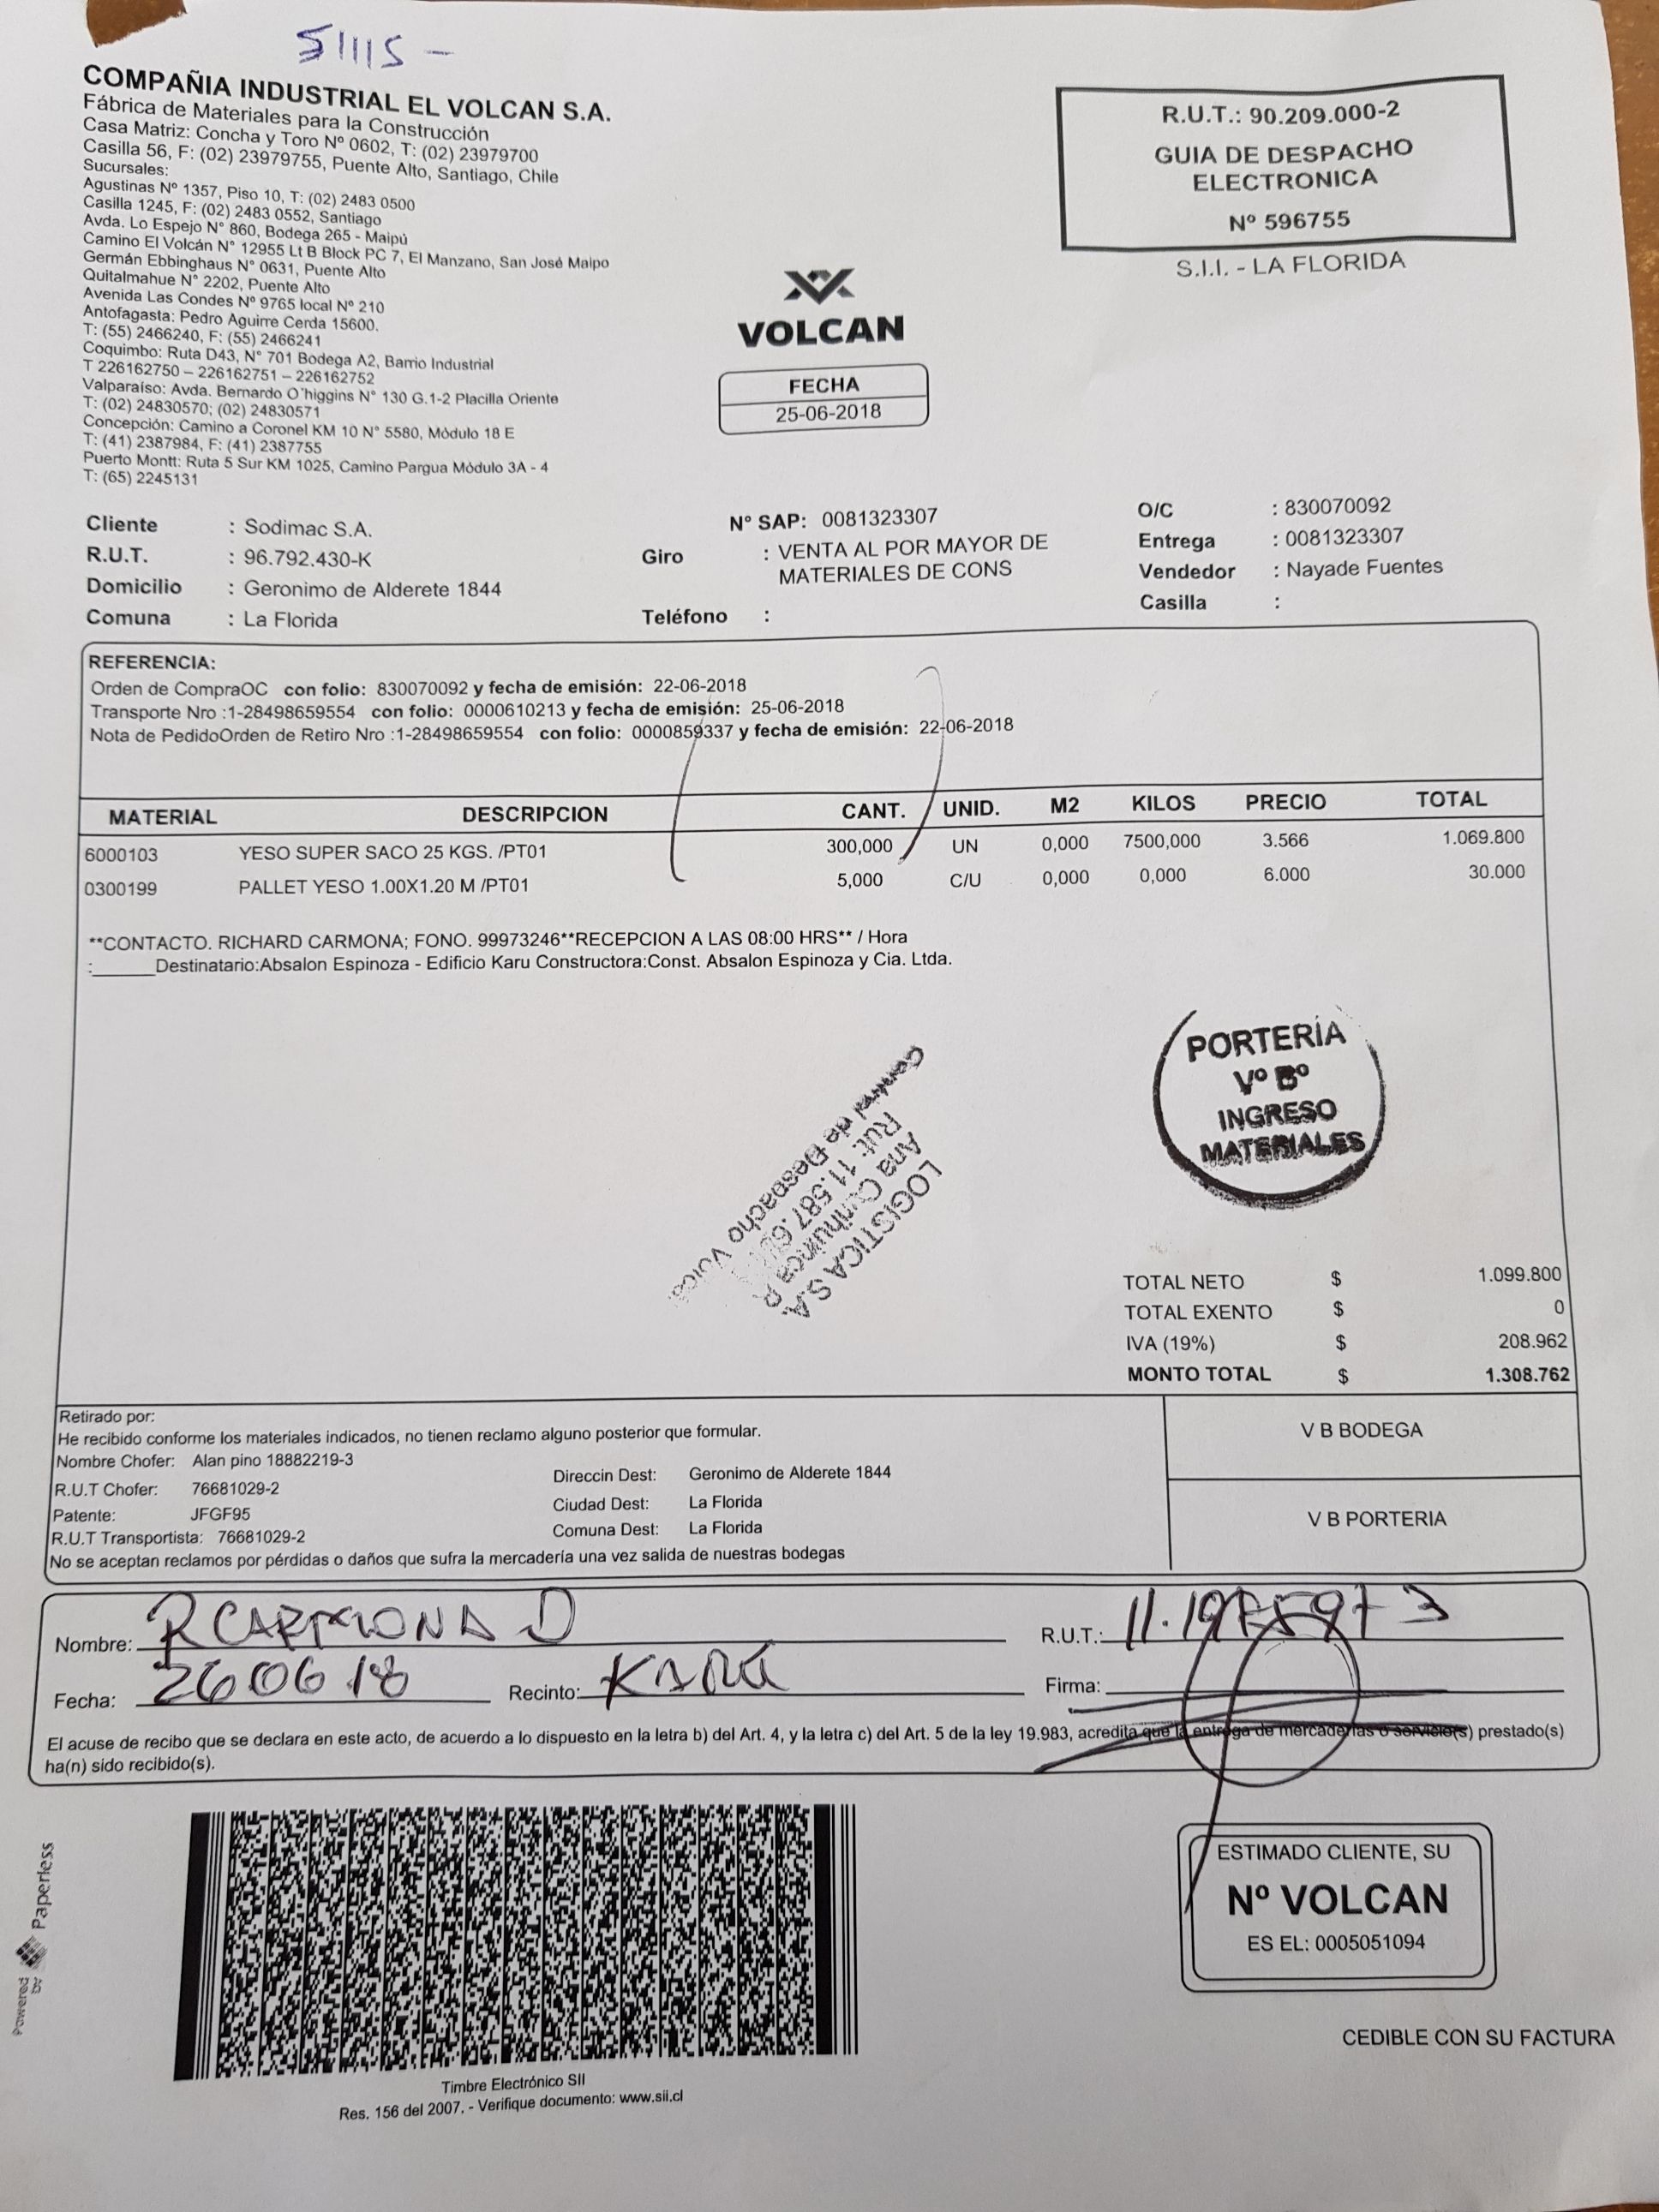 51115 -
COMPAÑIA INDUSTRIAL EL VOLCAN S.A.
Fábrica de Materiales para la Construcción
Casa Matriz: Concha y Toro Nº 0602, T: (02) 23979700
Casilla 56, F: (02) 23979755, Puente Alto, Santiago, Chile
Sucursales:
Agustinas Nº 1357, Piso 10, T: (02) 2483 0500
Casilla 1245, F: (02) 2483 0552, Santiago
Avda. Lo Espejo N° 860, Bodega 265 - Maipú
Camino El Volcán N° 12955 Lt B Block PC 7, El Manzano, San José Maipo
Germán Ebbinghaus N° 0631, Puente Alto
Quitalmahue N° 2202, Puente Alto
Avenida Las Condes Nº 9765 local Nº 210
Antofagasta: Pedro Aguirre Cerda 15600.
T: (55) 2466240, F: (55) 2466241
Coquimbo: Ruta D43, N° 701 Bodega A2, Barrio Industrial
T 226162750 – 226162751 – 226162752
Valparaíso: Avda. Bernardo O´higgins N° 130 G.1-2 Placilla Oriente
T: (02) 24830570; (02) 24830571
Concepción: Camino a Coronel KM 10 N° 5580, Módulo 18 E
T: (41) 2387984, F: (41) 2387755
Puerto Montt: Ruta 5 Sur KM 1025, Camino Pargua Módulo 3A - 4
T: (65) 2245131
R.U.T.: 90.209.000-2
GUIA DE DESPACHO
ELECTRONICA
Nº 596755
S.I.I. - LA FLORIDA
VOLCAN
FECHA
25-06-2018
Cliente : Sodimac S.A.
R.U.T. : 96.792.430-K
Domicilio : Geronimo de Alderete 1844
Comuna : La Florida
Nº SAP: 0081323307
Giro : VENTA AL POR MAYOR DE
MATERIALES DE CONS
Teléfono :
O/C : 830070092
Entrega : 0081323307
Vendedor : Nayade Fuentes
Casilla :
REFERENCIA:
Orden de CompraOC con folio: 830070092 y fecha de emisión: 22-06-2018
Transporte Nro :1-28498659554 con folio: 0000610213 y fecha de emisión: 25-06-2018
Nota de PedidoOrden de Retiro Nro :1-28498659554 con folio: 0000859337 y fecha de emisión: 22-06-2018
MATERIAL DESCRIPCION CANT. UNID. M2 KILOS PRECIO TOTAL
6000103 YESO SUPER SACO 25 KGS. /PT01 300,000 UN 0,000 7500,000 3.566 1.069.800
0300199 PALLET YESO 1.00X1.20 M /PT01 5,000 C/U 0,000 0,000 6.000 30.000
**CONTACTO. RICHARD CARMONA; FONO. 99973246**RECEPCION A LAS 08:00 HRS** / Hora
:______Destinatario:Absalon Espinoza - Edificio Karu Constructora:Const. Absalon Espinoza y Cia. Ltda.
PORTERÍA
Vº Bº
INGRESO
MATERIALES
LOGISTICA S.A.
Ana
Rut: 11.587.
Control de Despacho
TOTAL NETO $ 1.099.800
TOTAL EXENTO $ 0
IVA (19%) $ 208.962
MONTO TOTAL $ 1.308.762
Retirado por:
He recibido conforme los materiales indicados, no tienen reclamo alguno posterior que formular.
Nombre Chofer: Alan pino 18882219-3
R.U.T Chofer: 76681029-2
Patente: JFGF95
R.U.T Transportista: 76681029-2
Direccin Dest: Geronimo de Alderete 1844
Ciudad Dest: La Florida
Comuna Dest: La Florida
No se aceptan reclamos por pérdidas o daños que sufra la mercadería una vez salida de nuestras bodegas
V B BODEGA
V B PORTERIA
Nombre: R CARMONA D
R.U.T.:
Fecha: 260618 Recinto: KARU
Firma:
El acuse de recibo que se declara en este acto, de acuerdo a lo dispuesto en la letra b) del Art. 4, y la letra c) del Art. 5 de la ley 19.983, acredita que la entrega de mercaderías o servicio(s) prestado(s)
ha(n) sido recibido(s).
Powered by Paperless
Timbre Electrónico SII
Res. 156 del 2007. - Verifique documento: www.sii.cl
ESTIMADO CLIENTE, SU
Nº VOLCAN
ES EL: 0005051094
CEDIBLE CON SU FACTURA